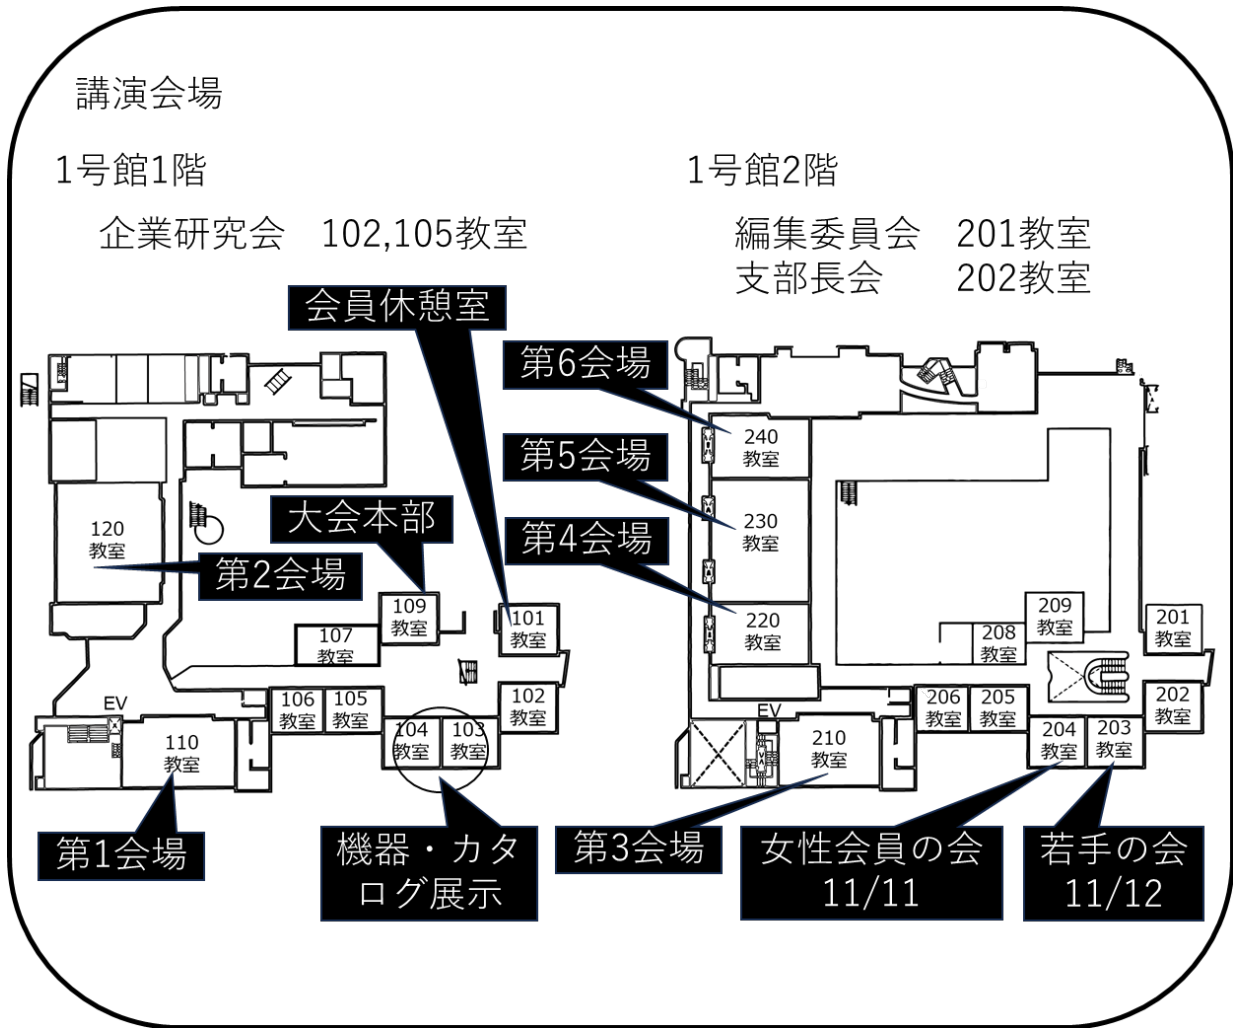 講演会場
1号館1階
企業研究会　102,105教室
会員休憩室
大会本部
120
教室
第2会場
109
教室
107
教室
101
教室
106
教室
105
教室
102
教室
104
教室
103
教室
EV
110
教室
第1会場
機器・カタ
ログ展示
1号館2階
編集委員会　201教室
支部長会　202教室
第6会場
240
教室
第5会場
230
教室
第4会場
220
教室
209
教室
208
教室
201
教室
206
教室
205
教室
202
教室
204
教室
203
教室
EV
210
教室
第3会場
女性会員の会
11/11
若手の会
11/12